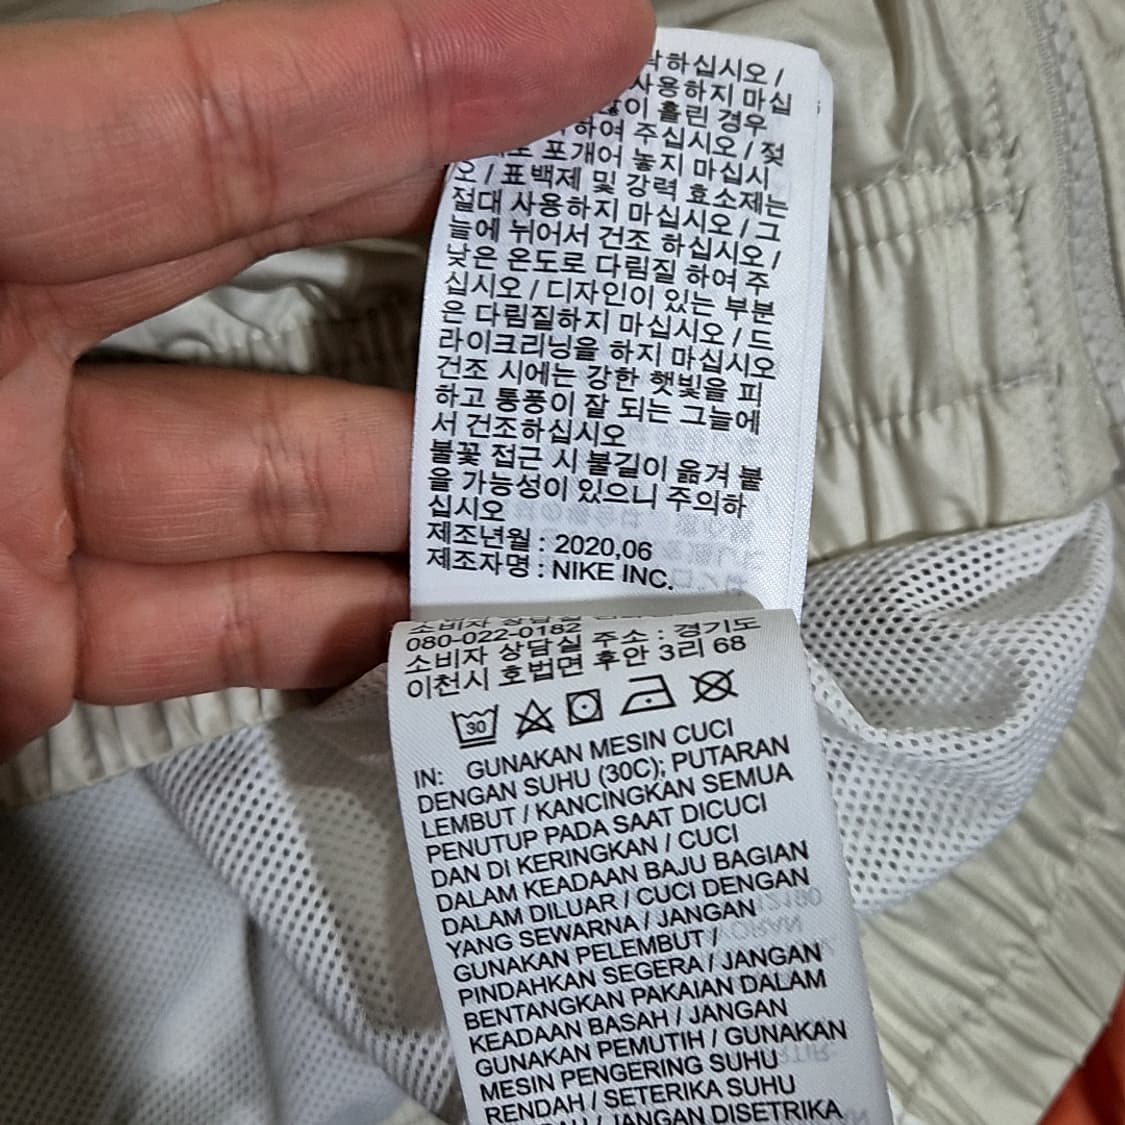 하십시오 /
사용하지 마십
많이 흘린 경우
하여 주십시오 / 젖
포개어 놓지 마십시
오 / 표백제 및 강력 효소제는
절대 사용하지 마십시오 / 그
늘에 뉘어서 건조 하십시오 /
낮은 온도로 다림질 하여 주
십시오 / 디자인이 있는 부분
은 다림질하지 마십시오 / 드
라이크리닝을 하지 마십시오
건조 시에는 강한 햇빛을 피
하고 통풍이 잘 되는 그늘에
서 건조하십시오
불꽃 접근 시 불길이 옮겨 붙
을 가능성이 있으니 주의하
십시오
제조년월 : 2020,06
제조자명 : NIKE INC.
소비자 상담실
080-022-0182
소비자 상담실 주소 : 경기도
이천시 호법면 후안 3리 68
30
IN: GUNAKAN MESIN CUCI
DENGAN SUHU (30C); PUTARAN
LEMBUT / KANCINGKAN SEMUA
PENUTUP PADA SAAT DICUCI
DAN DI KERINGKAN / CUCI
DALAM KEADAAN BAJU BAGIAN
DALAM DILUAR / CUCI DENGAN
YANG SEWARNA / JANGAN
GUNAKAN PELEMBUT /
PINDAHKAN SEGERA / JANGAN
BENTANGKAN PAKAIAN DALAM
KEADAAN BASAH / JANGAN
GUNAKAN PEMUTIH / GUNAKAN
MESIN PENGERING SUHU
RENDAH / SETERIKA SUHU
/ JANGAN DISETRIKA